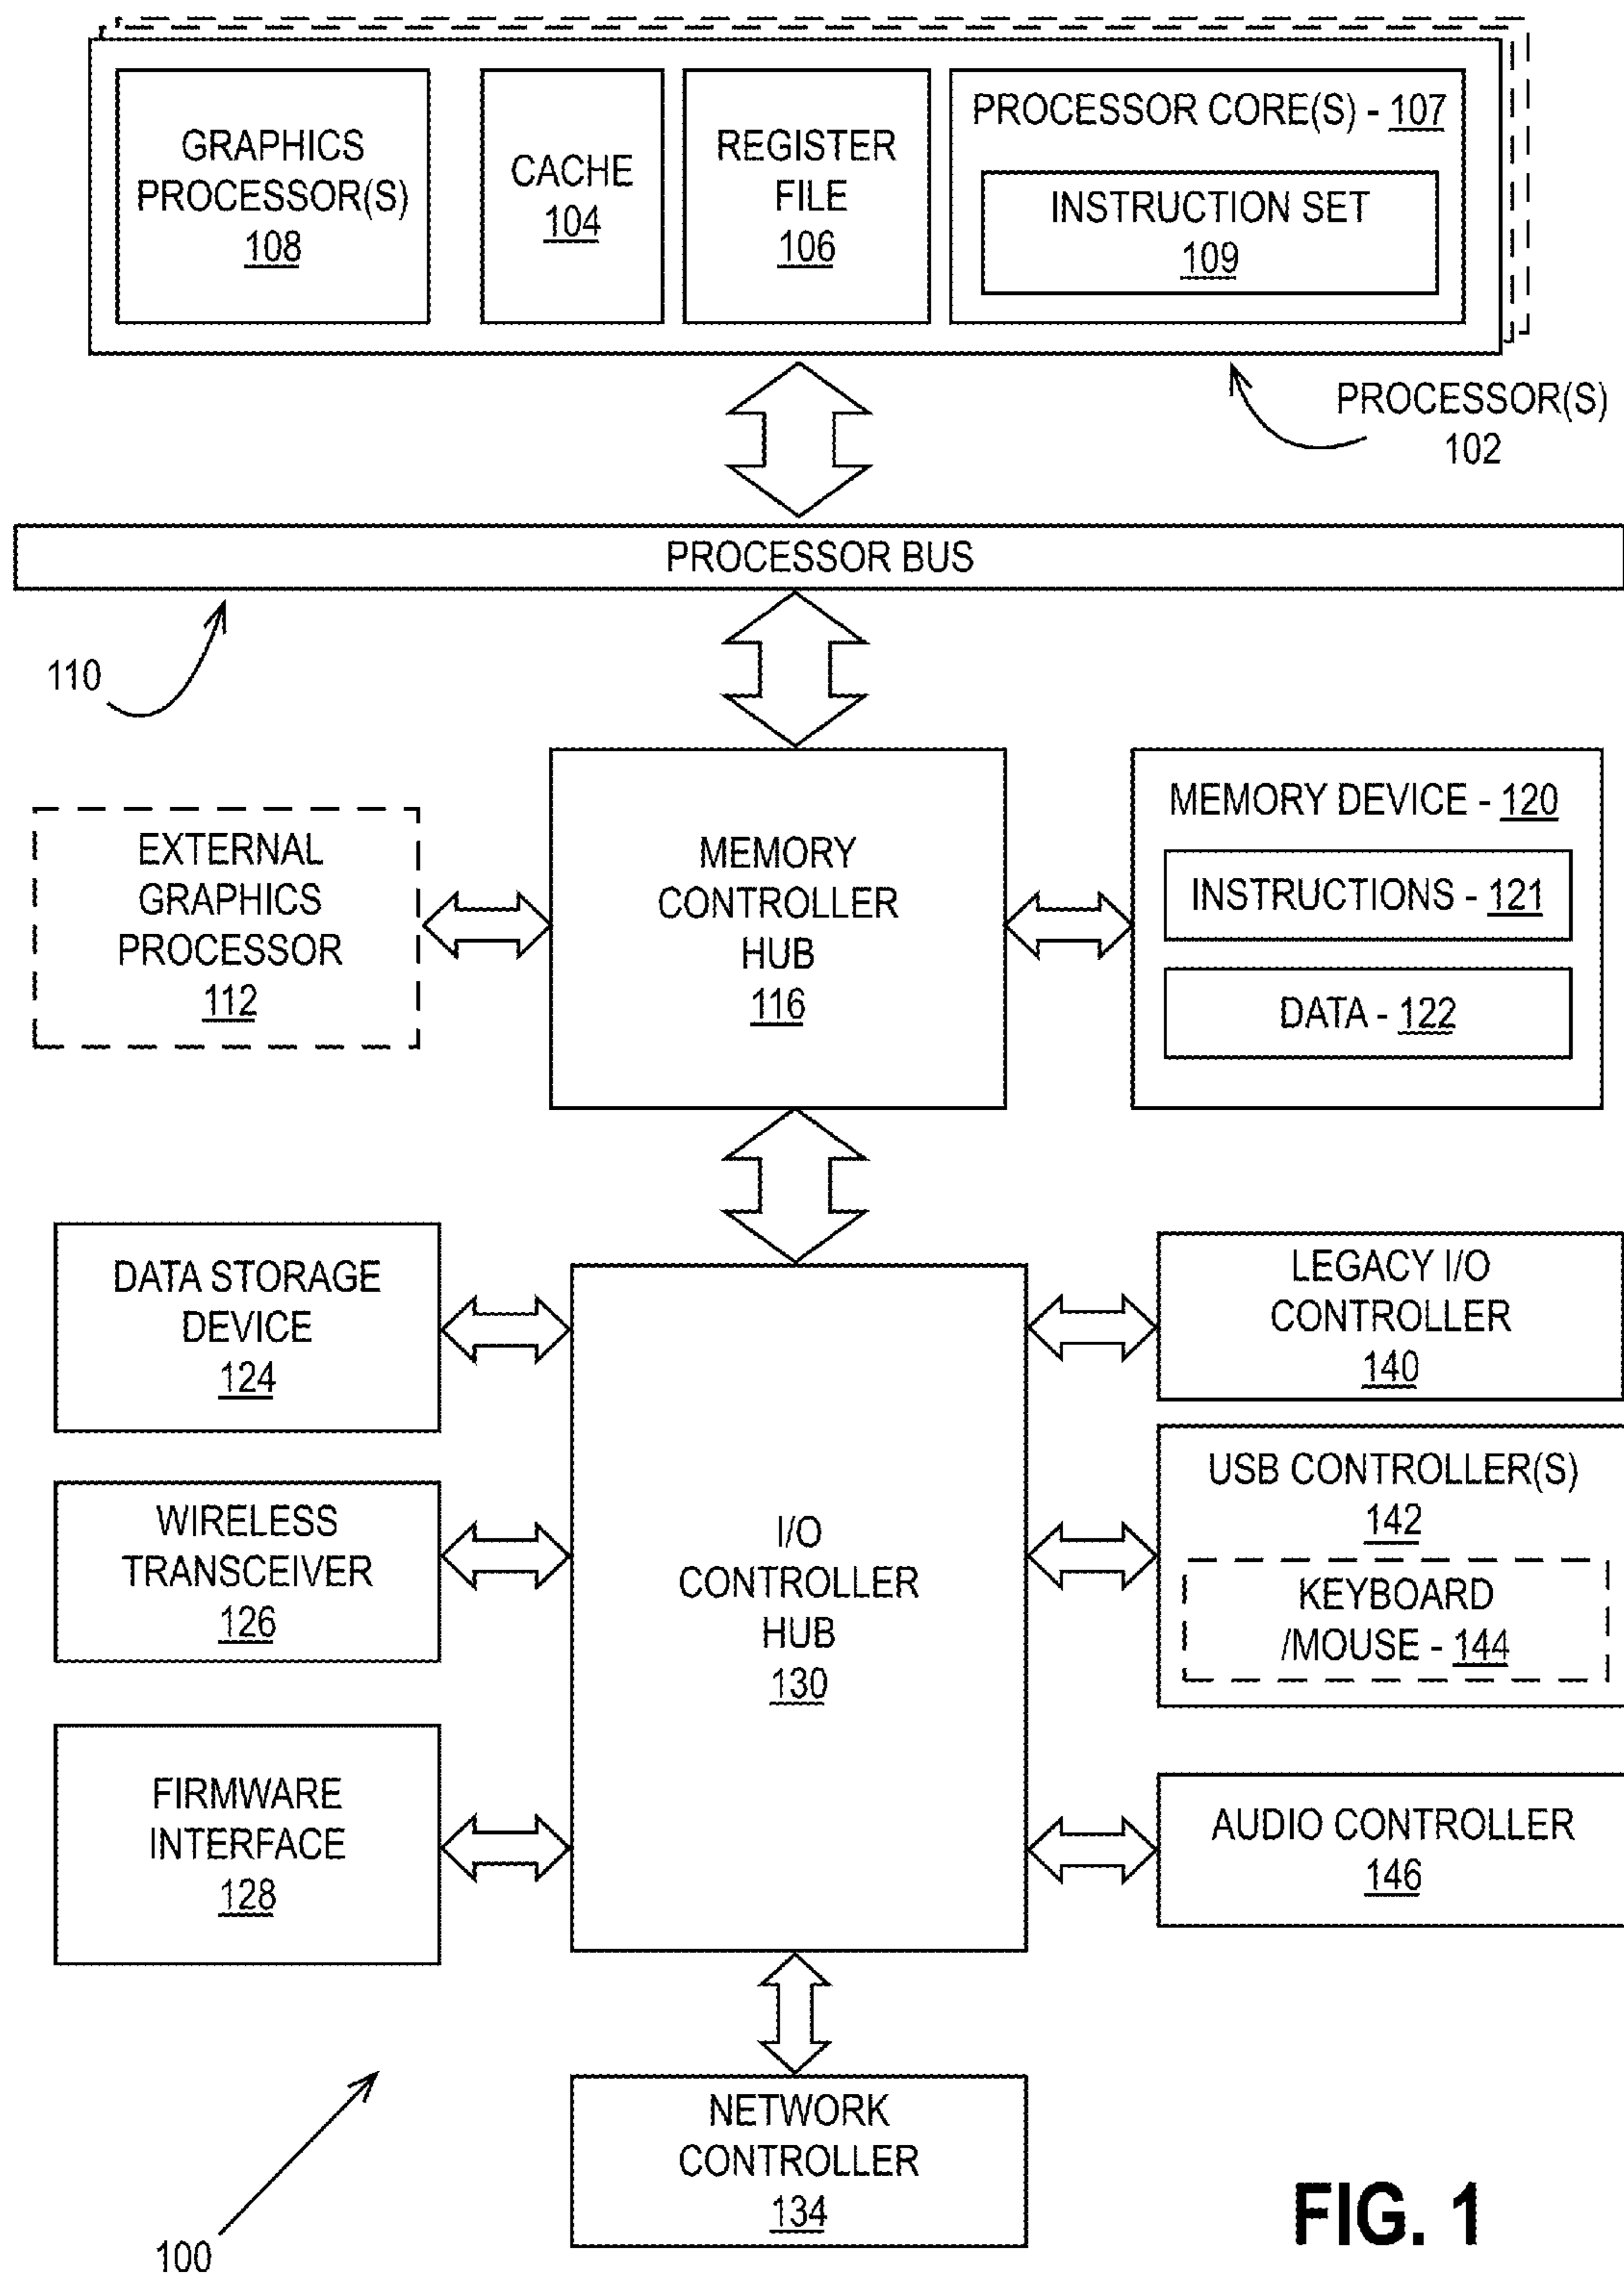 GRAPHICS
PROCESSOR(S)
108
CACHE
104
REGISTER
FILE
106
PROCESSOR CORE(S) - 107
INSTRUCTION SET
109
PROCESSOR(S)
102
PROCESSOR BUS
110
EXTERNAL
GRAPHICS
PROCESSOR
112
MEMORY
CONTROLLER
HUB
116
MEMORY DEVICE - 120
INSTRUCTIONS - 121
DATA - 122
DATA STORAGE
DEVICE
124
WIRELESS
TRANSCEIVER
126
FIRMWARE
INTERFACE
128
I/O
CONTROLLER
HUB
130
LEGACY I/O
CONTROLLER
140
USB CONTROLLER(S)
142
KEYBOARD
/MOUSE - 144
AUDIO CONTROLLER
146
NETWORK
CONTROLLER
134
100
FIG. 1